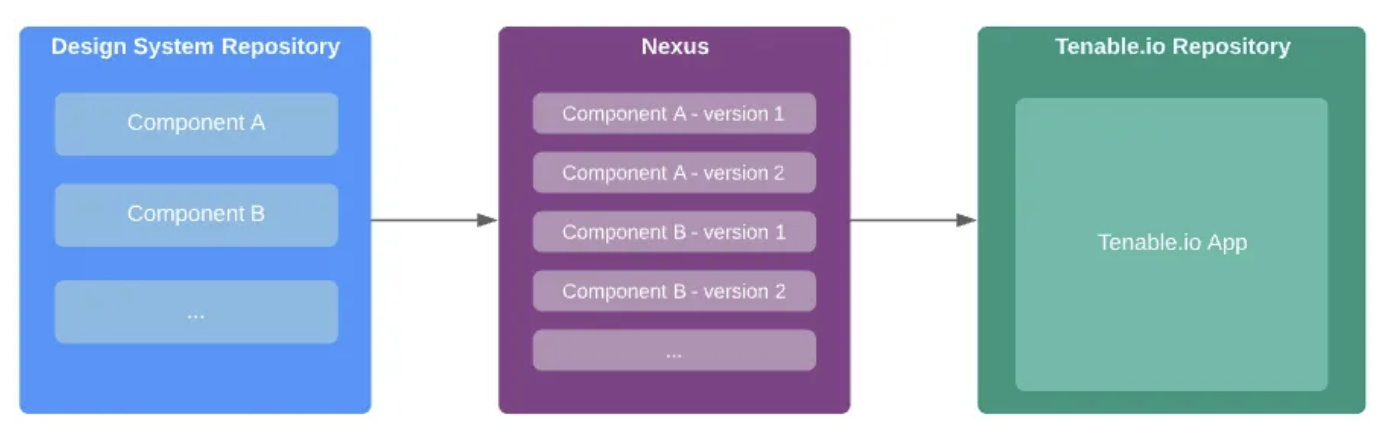 Design System Repository
Component A
Component B
...
Nexus
Component A - version 1
Component A - version 2
Component B - version 1
Component B - version 2
...
Tenable.io Repository
Tenable.io App